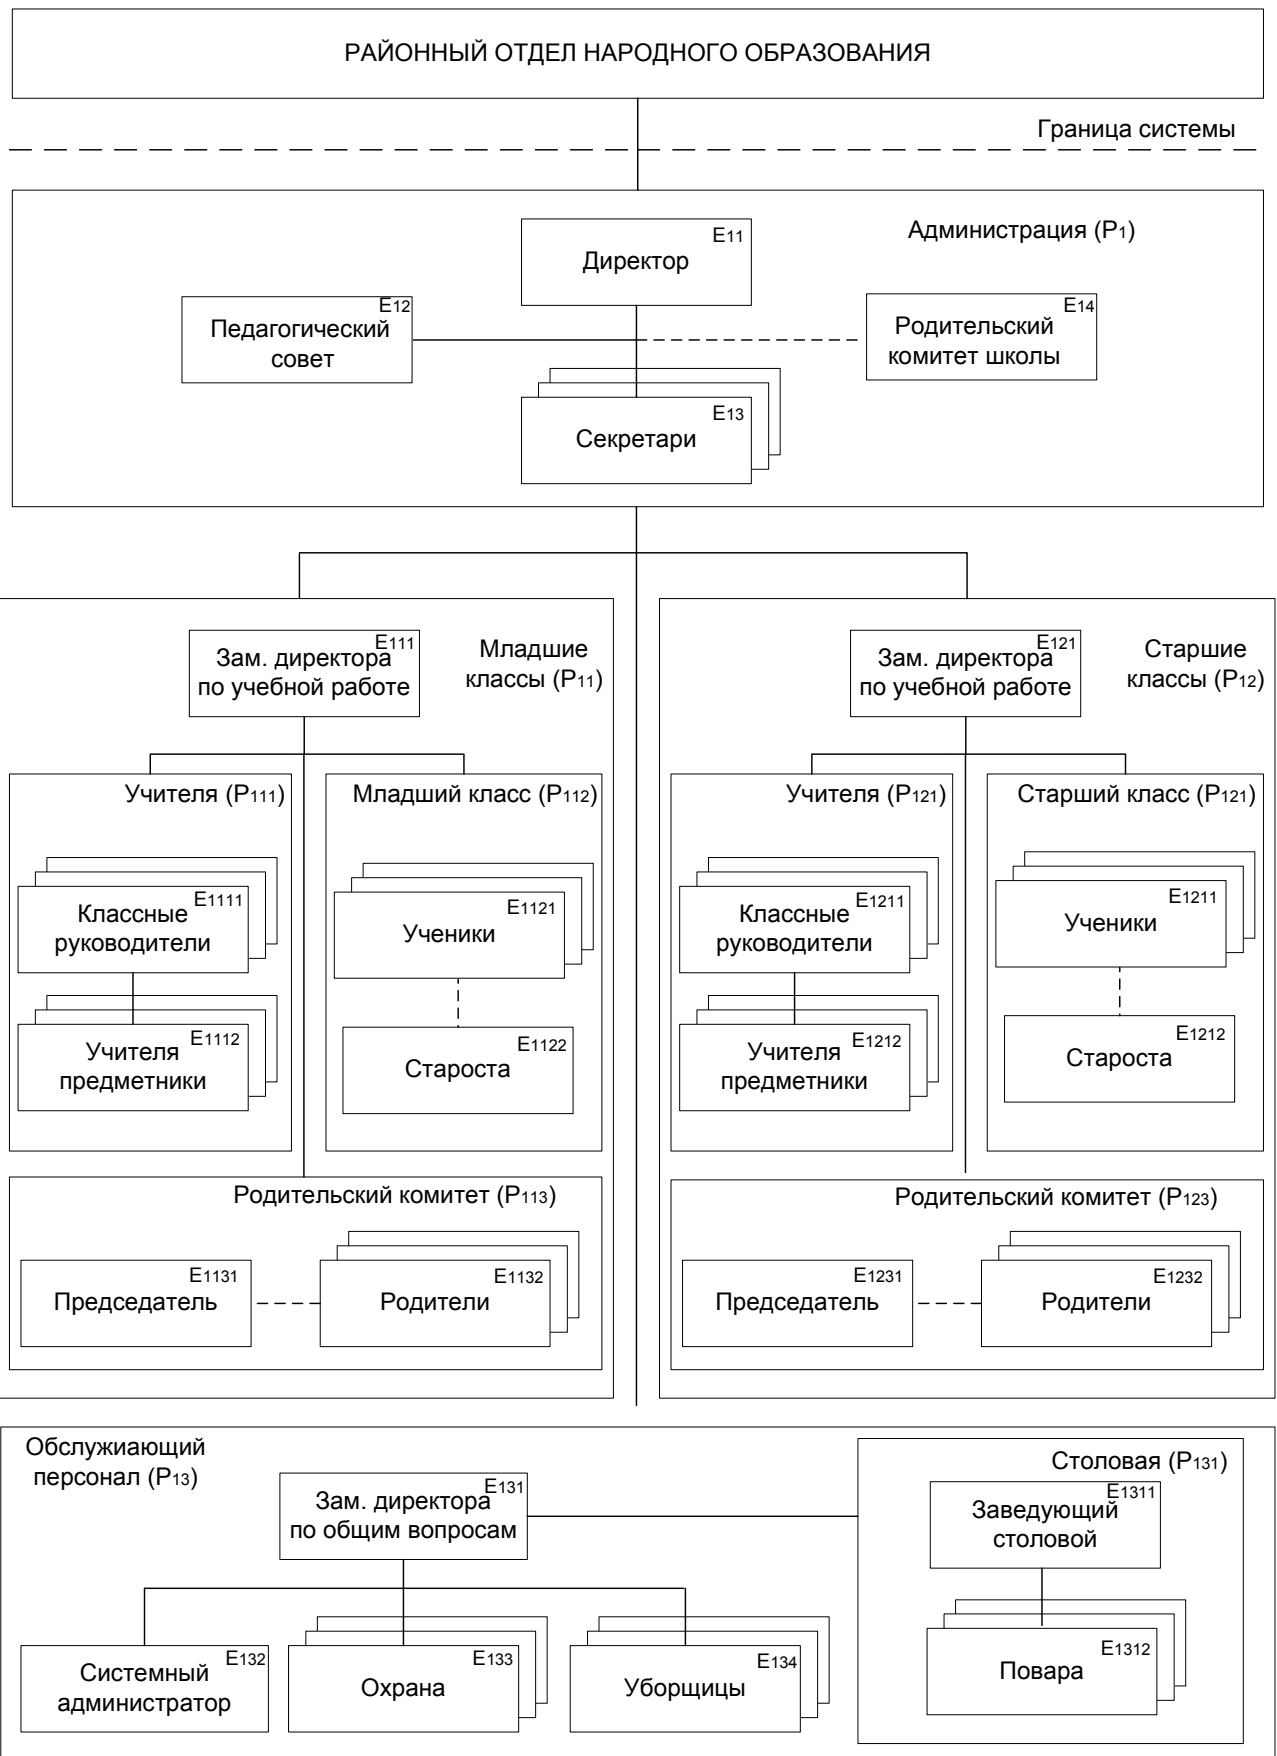 РАЙОННЫЙ ОТДЕЛ НАРОДНОГО ОБРАЗОВАНИЯ
Граница системы
Администрация (P1)
E11
Директор
E12
Педагогический
совет
E14
Родительский
комитет школы
E13
Секретари
Младшие
классы (P11)
E111
Зам. директора
по учебной работе
Учителя (P111)
E1111
Классные
руководители
E1112
Учителя
предметники
Младший класс (P112)
E1121
Ученики
E1122
Староста
Родительский комитет (P113)
E1131
Председатель
E1132
Родители
Старшие
классы (P12)
E121
Зам. директора
по учебной работе
Учителя (P121)
E1211
Классные
руководители
E1212
Учителя
предметники
Старший класс (P121)
E1211
Ученики
E1212
Староста
Родительский комитет (P123)
E1231
Председатель
E1232
Родители
Обслужиающий
персонал (P13)
E131
Зам. директора
по общим вопросам
E132
Системный
администратор
E133
Охрана
E134
Уборщицы
Столовая (P131)
E1311
Заведующий
столовой
E1312
Повара